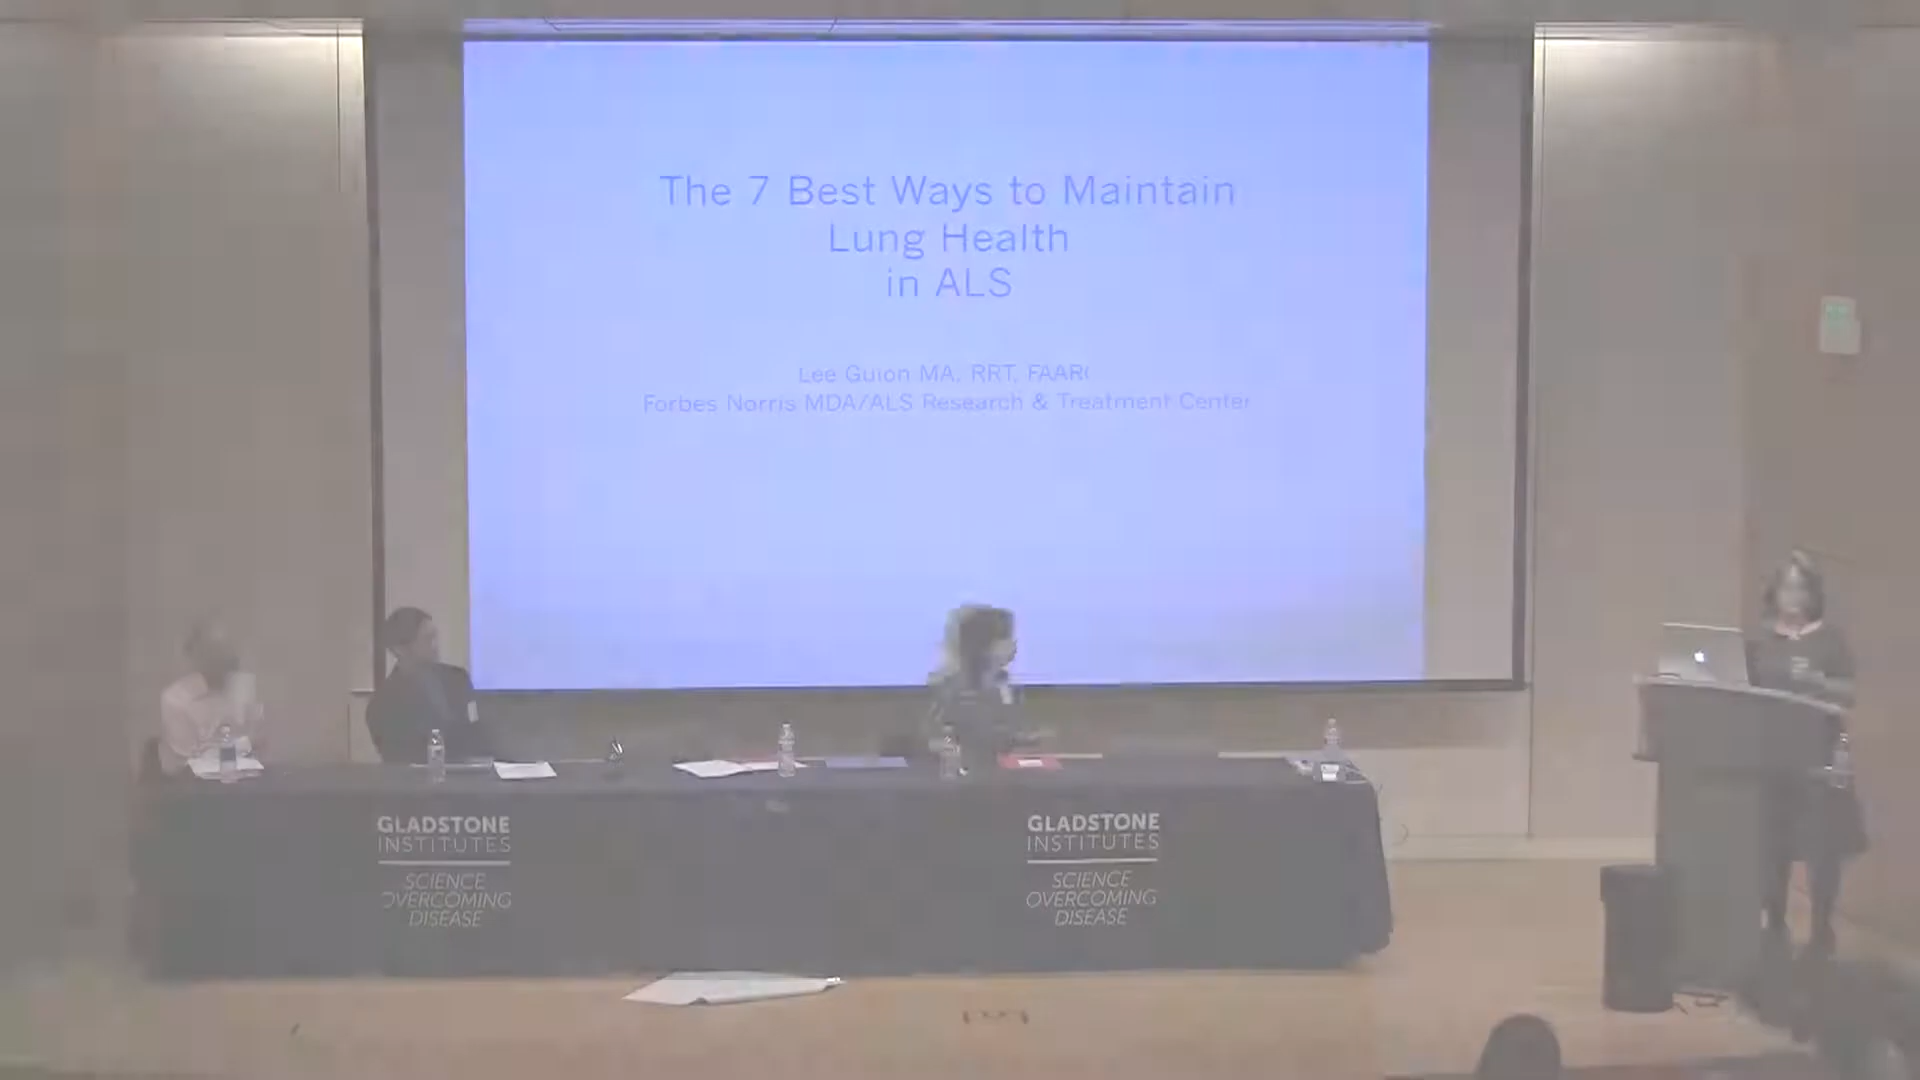 The 7 Best Ways to Maintain
Lung Health
in ALS
Lee Guion MA, RRT, FAARC
Forbes Norris MDA/ALS Research & Treatment Center
GLADSTONE
INSTITUTES
SCIENCE
OVERCOMING
DISEASE
GLADSTONE
INSTITUTES
SCIENCE
OVERCOMING
DISEASE